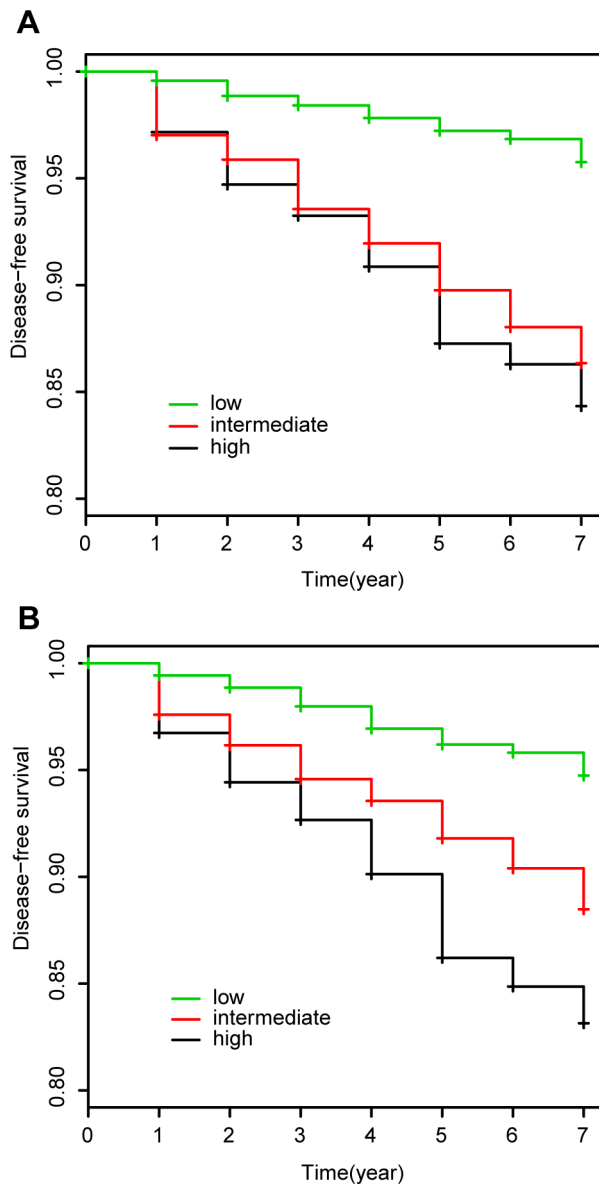 A
Disease-free survival
1.00
0.95
0.90
0.85
0.80
low
intermediate
high
0 1 2 3 4 5 6 7
Time(year)
B
Disease-free survival
1.00
0.95
0.90
0.85
0.80
low
intermediate
high
0 1 2 3 4 5 6 7
Time(year)